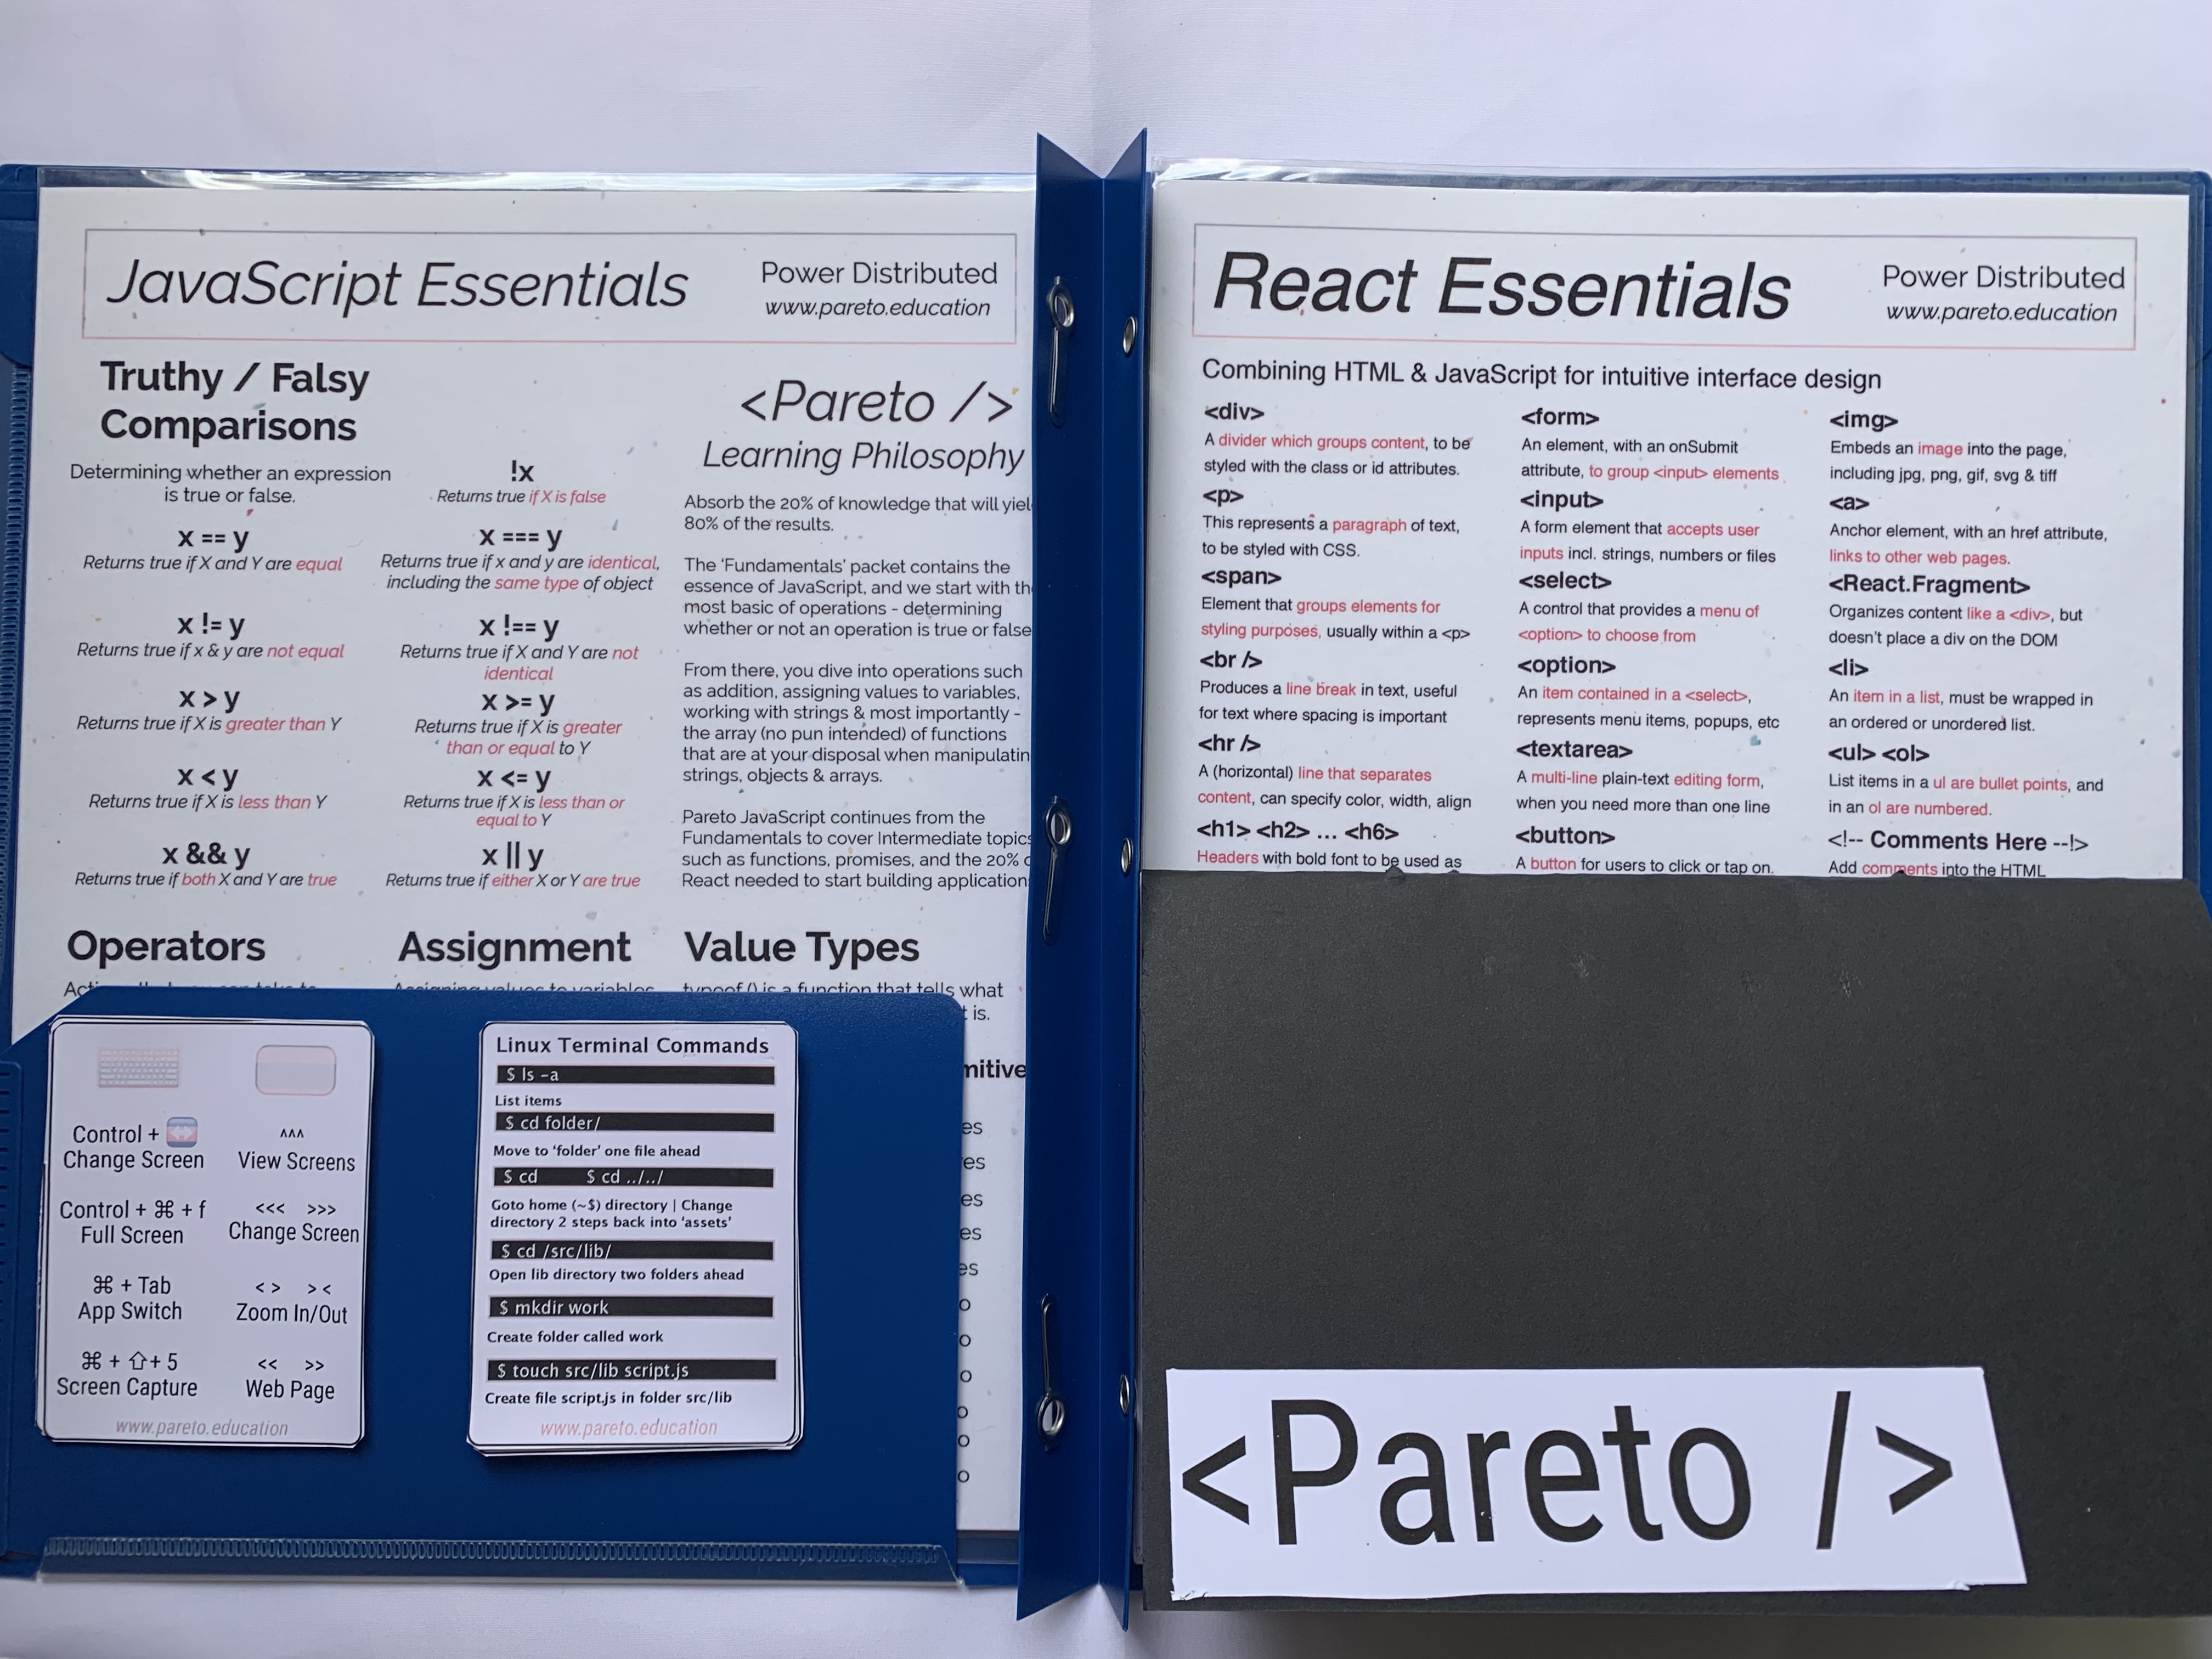 JavaScript Essentials
Power Distributed
www.pareto.education
Truthy / Falsy
Comparisons
Determining whether an expression
is true or false.
!x
Returns true if X is false
x == y
Returns true if X and Y are equal
x === y
Returns true if x and y are identical,
including the same type of object
x != y
Returns true if x & y are not equal
x !== y
Returns true if X and Y are not
identical
x > y
Returns true if X is greater than Y
x >= y
Returns true if X is greater
than or equal to Y
x < y
Returns true if X is less than Y
x <= y
Returns true if X is less than or
equal to Y
x && y
Returns true if both X and Y are true
x || y
Returns true if either X or Y are true
<Pareto />
Learning Philosophy
Absorb the 20% of knowledge that will yiel
80% of the results.
The 'Fundamentals' packet contains the
essence of JavaScript, and we start with th
most basic of operations - determining
whether or not an operation is true or false
From there, you dive into operations such
as addition, assigning values to variables,
working with strings & most importantly -
the array (no pun intended) of functions
that are at your disposal when manipulatin
strings, objects & arrays.
Pareto JavaScript continues from the
Fundamentals to cover Intermediate topics
such as functions, promises, and the 20% o
React needed to start building application
Operators
Assignment
Assigning values to variables
Value Types
typeof () is a function that tells what
t is.
mitive
es
es
es
es
es
o
o
o
o
o
o
Control +
Change Screen
Control + ⌘ + f
Full Screen
⌘ + Tab
App Switch
⌘ + ⇧ + 5
Screen Capture
^^^
View Screens
<<< >>>
Change Screen
< > > <
Zoom In/Out
<< >>
Web Page
www.pareto.education
Linux Terminal Commands
$ ls -a
List items
$ cd folder/
Move to 'folder' one file ahead
$ cd $ cd ../../
Goto home (~$) directory | Change
directory 2 steps back into 'assets'
$ cd /src/lib/
Open lib directory two folders ahead
$ mkdir work
Create folder called work
$ touch src/lib script.js
Create file script.js in folder src/lib
www.pareto.education
React Essentials
Power Distributed
www.pareto.education
Combining HTML & JavaScript for intuitive interface design
<div>
A divider which groups content, to be
styled with the class or id attributes.
<p>
This represents a paragraph of text,
to be styled with CSS.
<span>
Element that groups elements for
styling purposes, usually within a <p>
<br />
Produces a line break in text, useful
for text where spacing is important
<hr />
A (horizontal) line that separates
content, can specify color, width, align
<h1> <h2> ... <h6>
Headers with bold font to be used as
<form>
An element, with an onSubmit
attribute, to group <input> elements
<input>
A form element that accepts user
inputs incl. strings, numbers or files
<select>
A control that provides a menu of
<option> to choose from
<option>
An item contained in a <select>,
represents menu items, popups, etc
<textarea>
A multi-line plain-text editing form,
when you need more than one line
<button>
A button for users to click or tap on.
<img>
Embeds an image into the page,
including jpg, png, gif, svg & tiff
<a>
Anchor element, with an href attribute,
links to other web pages.
<React.Fragment>
Organizes content like a <div>, but
doesn't place a div on the DOM
<li>
An item in a list, must be wrapped in
an ordered or unordered list.
<ul> <ol>
List items in a ul are bullet points, and
in an ol are numbered.
<!-- Comments Here --!>
Add comments into the HTML
<Pareto />